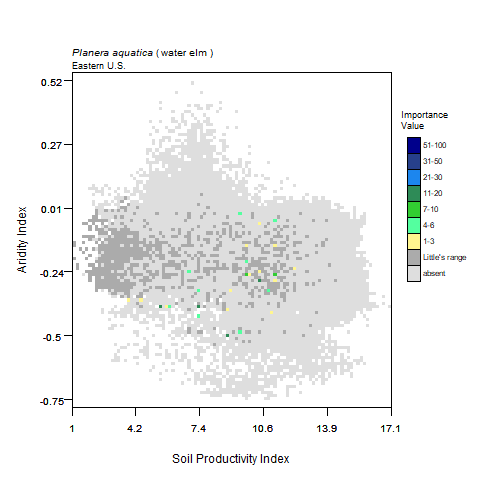 Planera aquatica ( water elm )
Eastern U.S.
0.52
0.27
0.01
-0.24
-0.5
-0.75
Aridity Index
1 4.2 7.4 10.6 13.9 17.1
Soil Productivity Index
Importance
Value
51-100
31-50
21-30
11-20
7-10
4-6
1-3
Little's range
absent